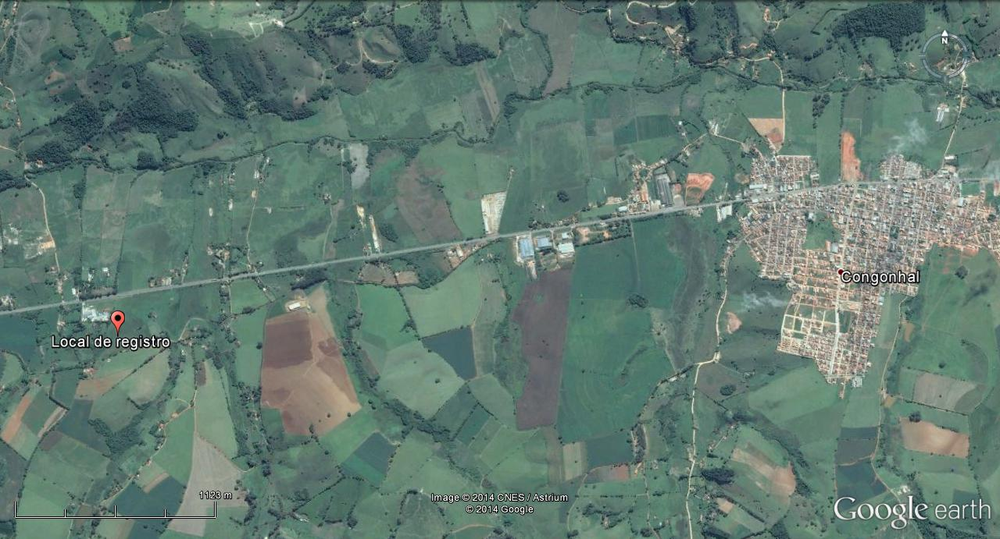 N
Congonhal
Local de registro
1123 m
Image © 2014 CNES / Astrium
© 2014 Google
Google earth